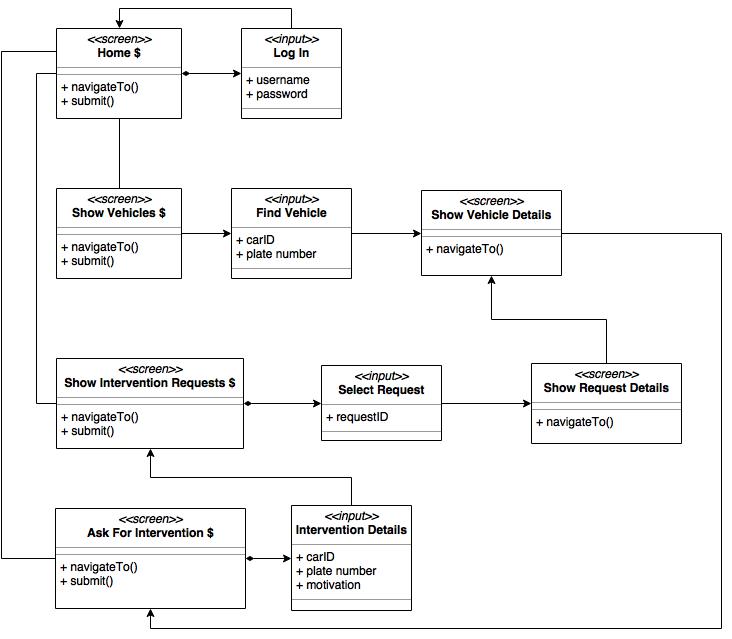 <<screen>>
Home $
+ navigateTo()
+ submit()
<<input>>
Log In
+ username
+ password
<<screen>>
Show Vehicles $
+ navigateTo()
+ submit()
<<input>>
Find Vehicle
+ carID
+ plate number
<<screen>>
Show Vehicle Details
+ navigateTo()
<<screen>>
Show Intervention Requests $
+ navigateTo()
+ submit()
<<input>>
Select Request
+ requestID
<<screen>>
Show Request Details
+ navigateTo()
<<screen>>
Ask For Intervention $
+ navigateTo()
+ submit()
<<input>>
Intervention Details
+ carID
+ plate number
+ motivation